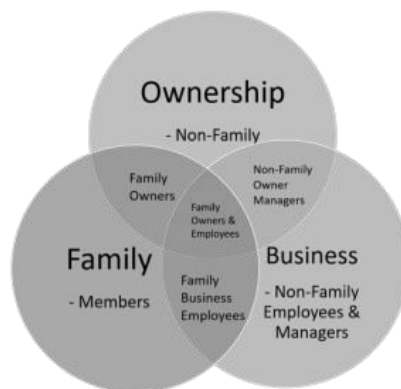 Ownership
- Non-Family
Family
Owners
Non-Family
Owner
Managers
Family
Owners &
Employees
Family
- Members
Family
Business
Employees
Business
- Non-Family
Employees &
Managers